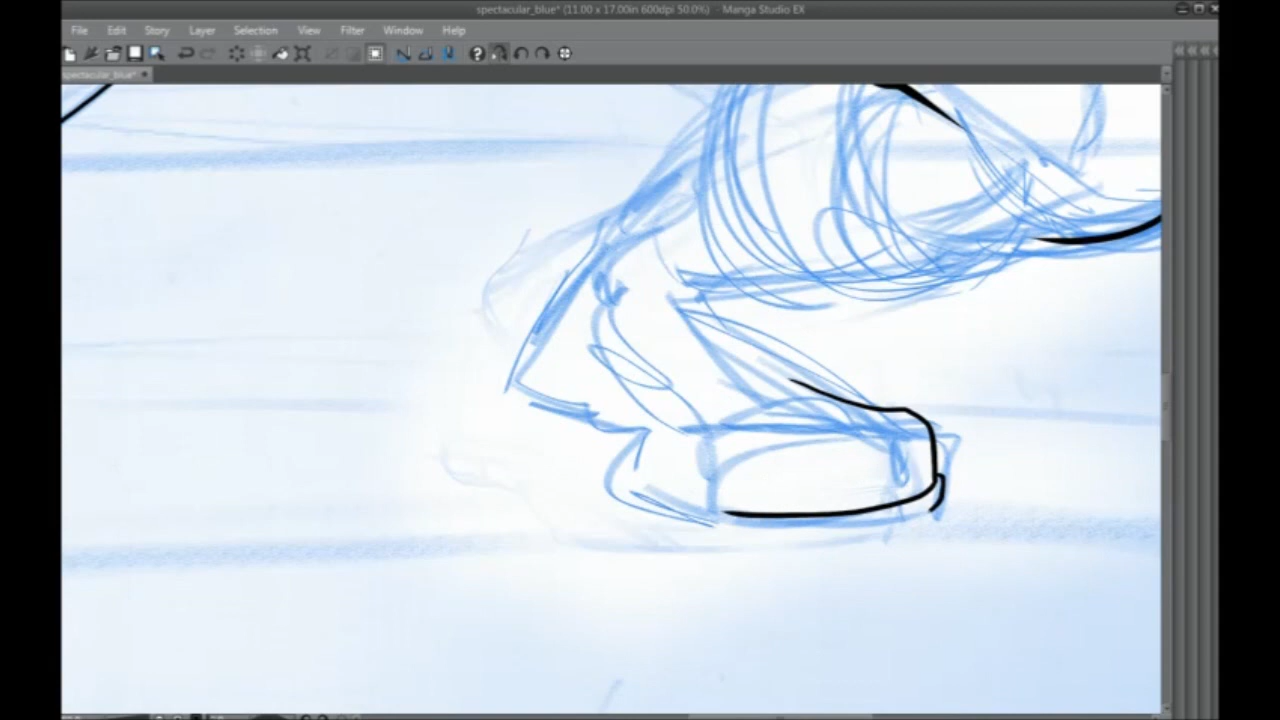 spectacular_blue* (11.00 x 17.00in 600dpi 50.0%) - Manga Studio EX
File Edit Story Layer Selection View Filter Window Help
spectacular_blue*